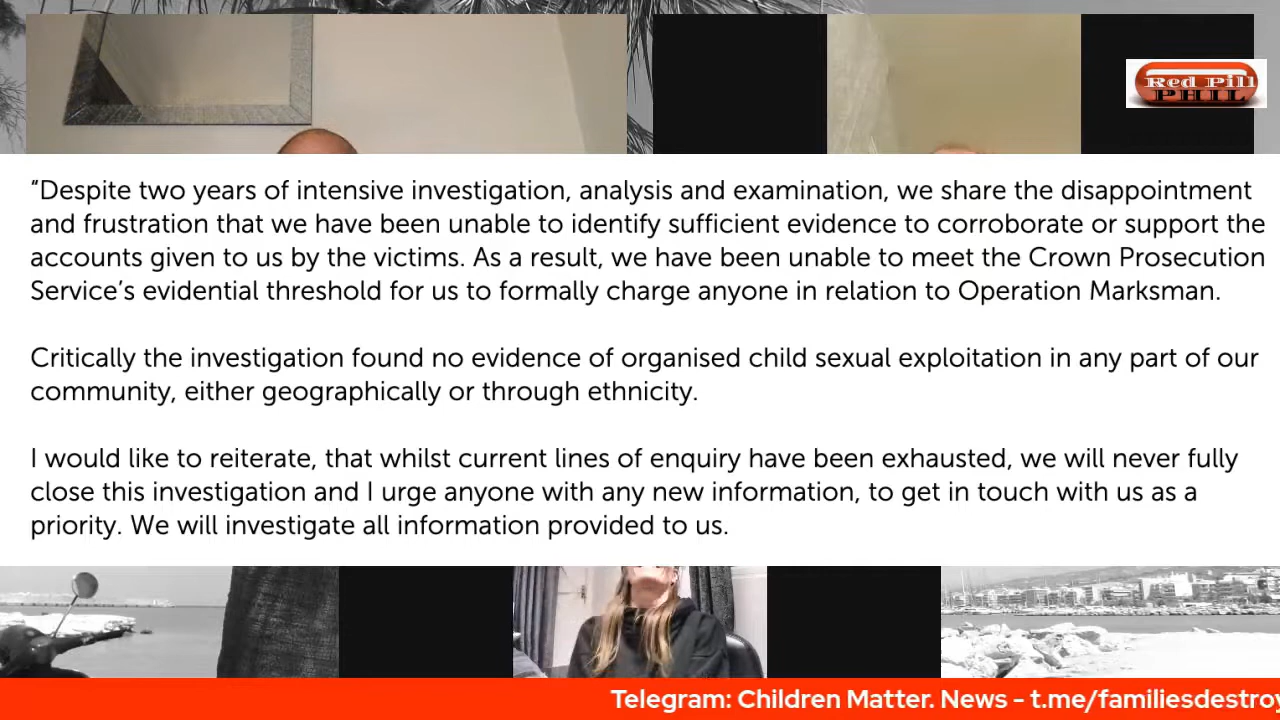 Red Pill
PHIL
“Despite two years of intensive investigation, analysis and examination, we share the disappointment
and frustration that we have been unable to identify sufficient evidence to corroborate or support the
accounts given to us by the victims. As a result, we have been unable to meet the Crown Prosecution
Service’s evidential threshold for us to formally charge anyone in relation to Operation Marksman.
Critically the investigation found no evidence of organised child sexual exploitation in any part of our
community, either geographically or through ethnicity.
I would like to reiterate, that whilst current lines of enquiry have been exhausted, we will never fully
close this investigation and I urge anyone with any new information, to get in touch with us as a
priority. We will investigate all information provided to us.
Telegram: Children Matter. News - t.me/familiesdestroy